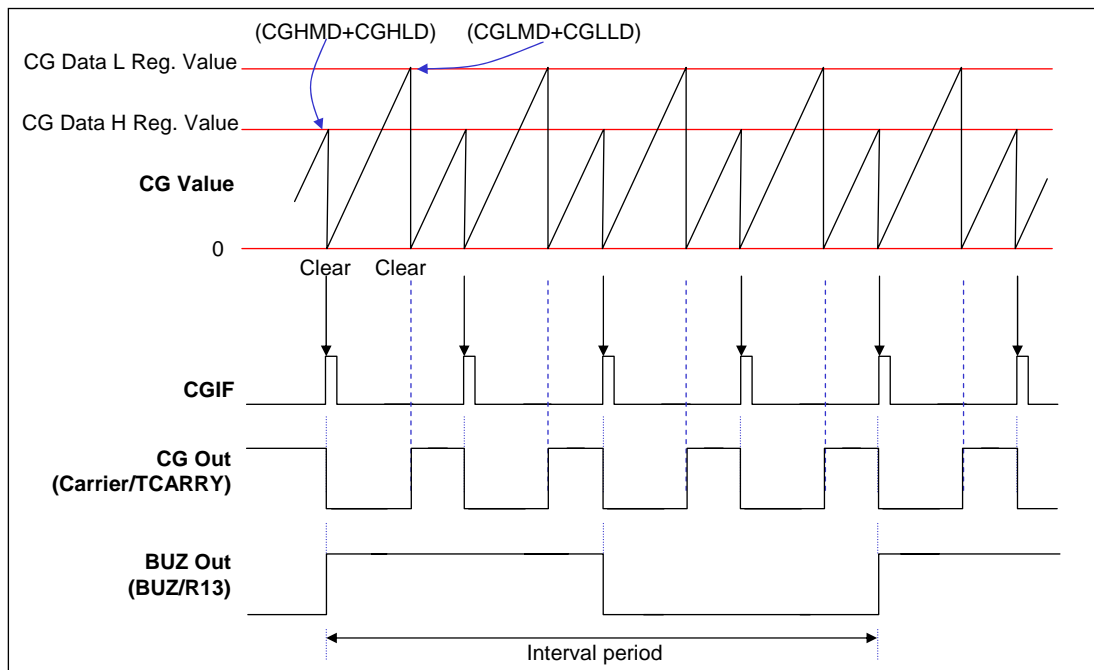 (CGHMD+CGHLD)
(CGLMD+CGLLD)
CG Data L Reg. Value
CG Data H Reg. Value
CG Value
0
Clear
Clear
CGIF
CG Out
(Carrier/TCARRY)
BUZ Out
(BUZ/R13)
Interval period